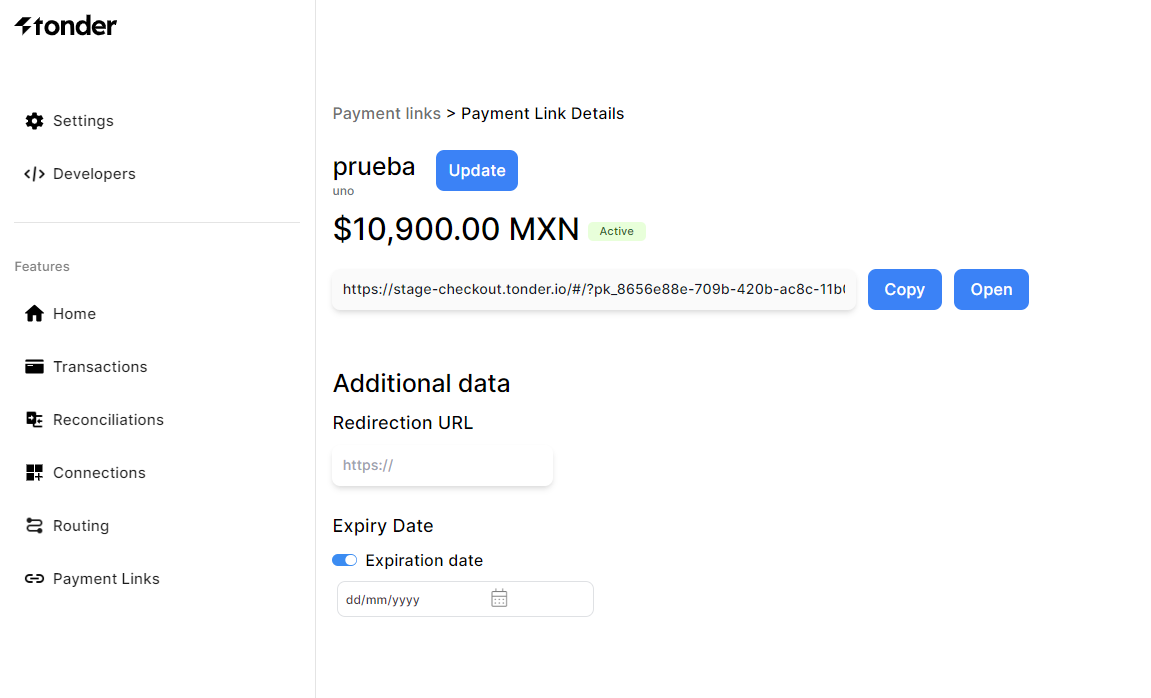 tonder
Settings
Developers
Features
Home
Transactions
Reconciliations
Connections
Routing
Payment Links
Payment links > Payment Link Details
prueba
Update
uno
$10,900.00 MXN
Active
https://stage-checkout.tonder.io/#/?pk_8656e88e-709b-420b-ac8c-11b
Copy
Open
Additional data
Redirection URL
https://
Expiry Date
Expiration date
dd/mm/yyyy